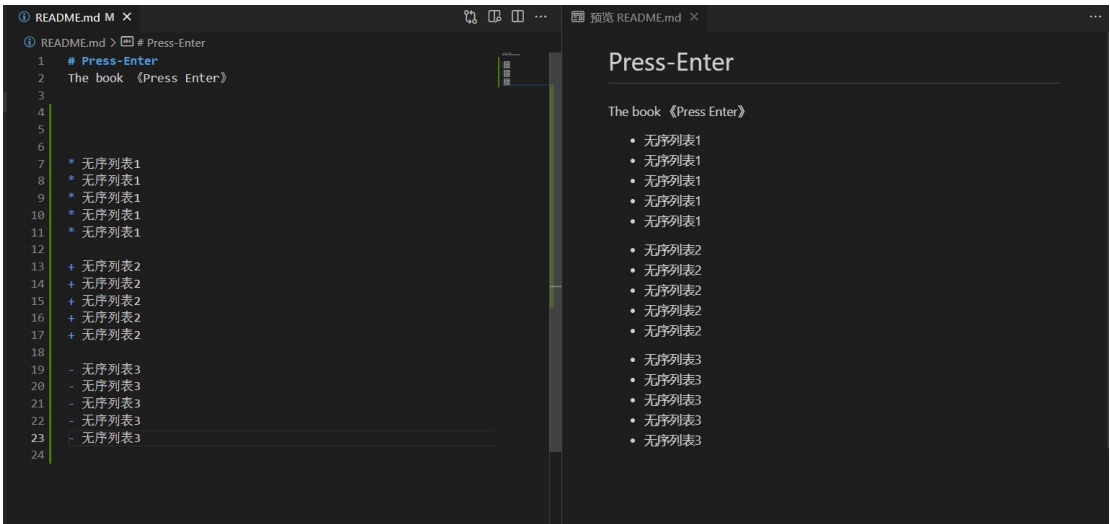 README.md M ×
README.md > # Press-Enter
1 # Press-Enter
2 The book 《Press Enter》
3
4
5
6
7 * 无序列表1
8 * 无序列表1
9 * 无序列表1
10 * 无序列表1
11 * 无序列表1
12
13 + 无序列表2
14 + 无序列表2
15 + 无序列表2
16 + 无序列表2
17 + 无序列表2
18
19 - 无序列表3
20 - 无序列表3
21 - 无序列表3
22 - 无序列表3
23 - 无序列表3
24
预览 README.md ×
Press-Enter
The book 《Press Enter》
• 无序列表1
• 无序列表1
• 无序列表1
• 无序列表1
• 无序列表1
• 无序列表2
• 无序列表2
• 无序列表2
• 无序列表2
• 无序列表2
• 无序列表3
• 无序列表3
• 无序列表3
• 无序列表3
• 无序列表3